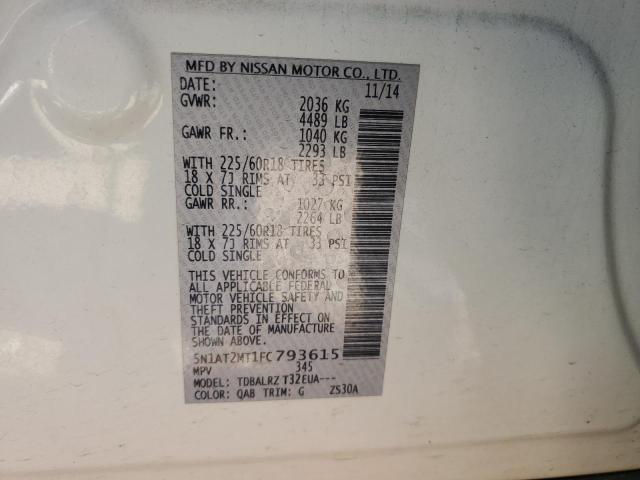 MFD BY NISSAN MOTOR CO., LTD.
DATE: 11/14
GVWR: 2036 KG
4489 LB
GAWR FR.: 1040 KG
2293 LB
WITH 225/60R18 TIRES
18 X 7J RIMS AT 33 PSI
COLD SINGLE
GAWR RR.: 1027 KG
2264 LB
WITH 225/60R18 TIRES
18 X 7J RIMS AT 33 PSI
COLD SINGLE
THIS VEHICLE CONFORMS TO
ALL APPLICABLE FEDERAL
MOTOR VEHICLE SAFETY AND
THEFT PREVENTION
STANDARDS IN EFFECT ON
THE DATE OF MANUFACTURE
SHOWN ABOVE.
5N1AT2MT1FC793615
MPV 345
MODEL: TDBALRZ T32EUA---
COLOR: QAB TRIM: G ZS30A